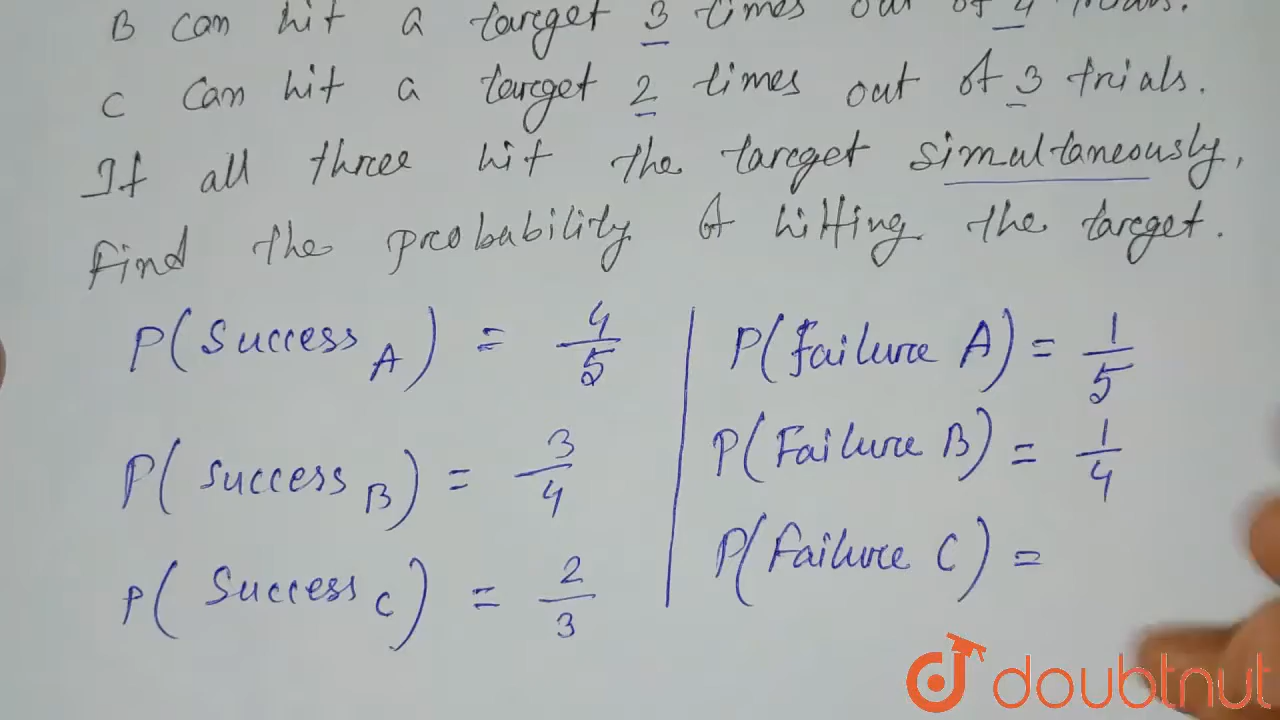 B can hit a target 3 times out of 4 trials.
C can hit a target 2 times out of 3 trials.
If all three hit the target simultaneously,
Find the probability of hitting the target.
P(Success A) = 4/5
P(Success B) = 3/4
P(Success C) = 2/3
P(Failure A) = 1/5
P(Failure B) = 1/4
P(Failure C) =
doubtnut